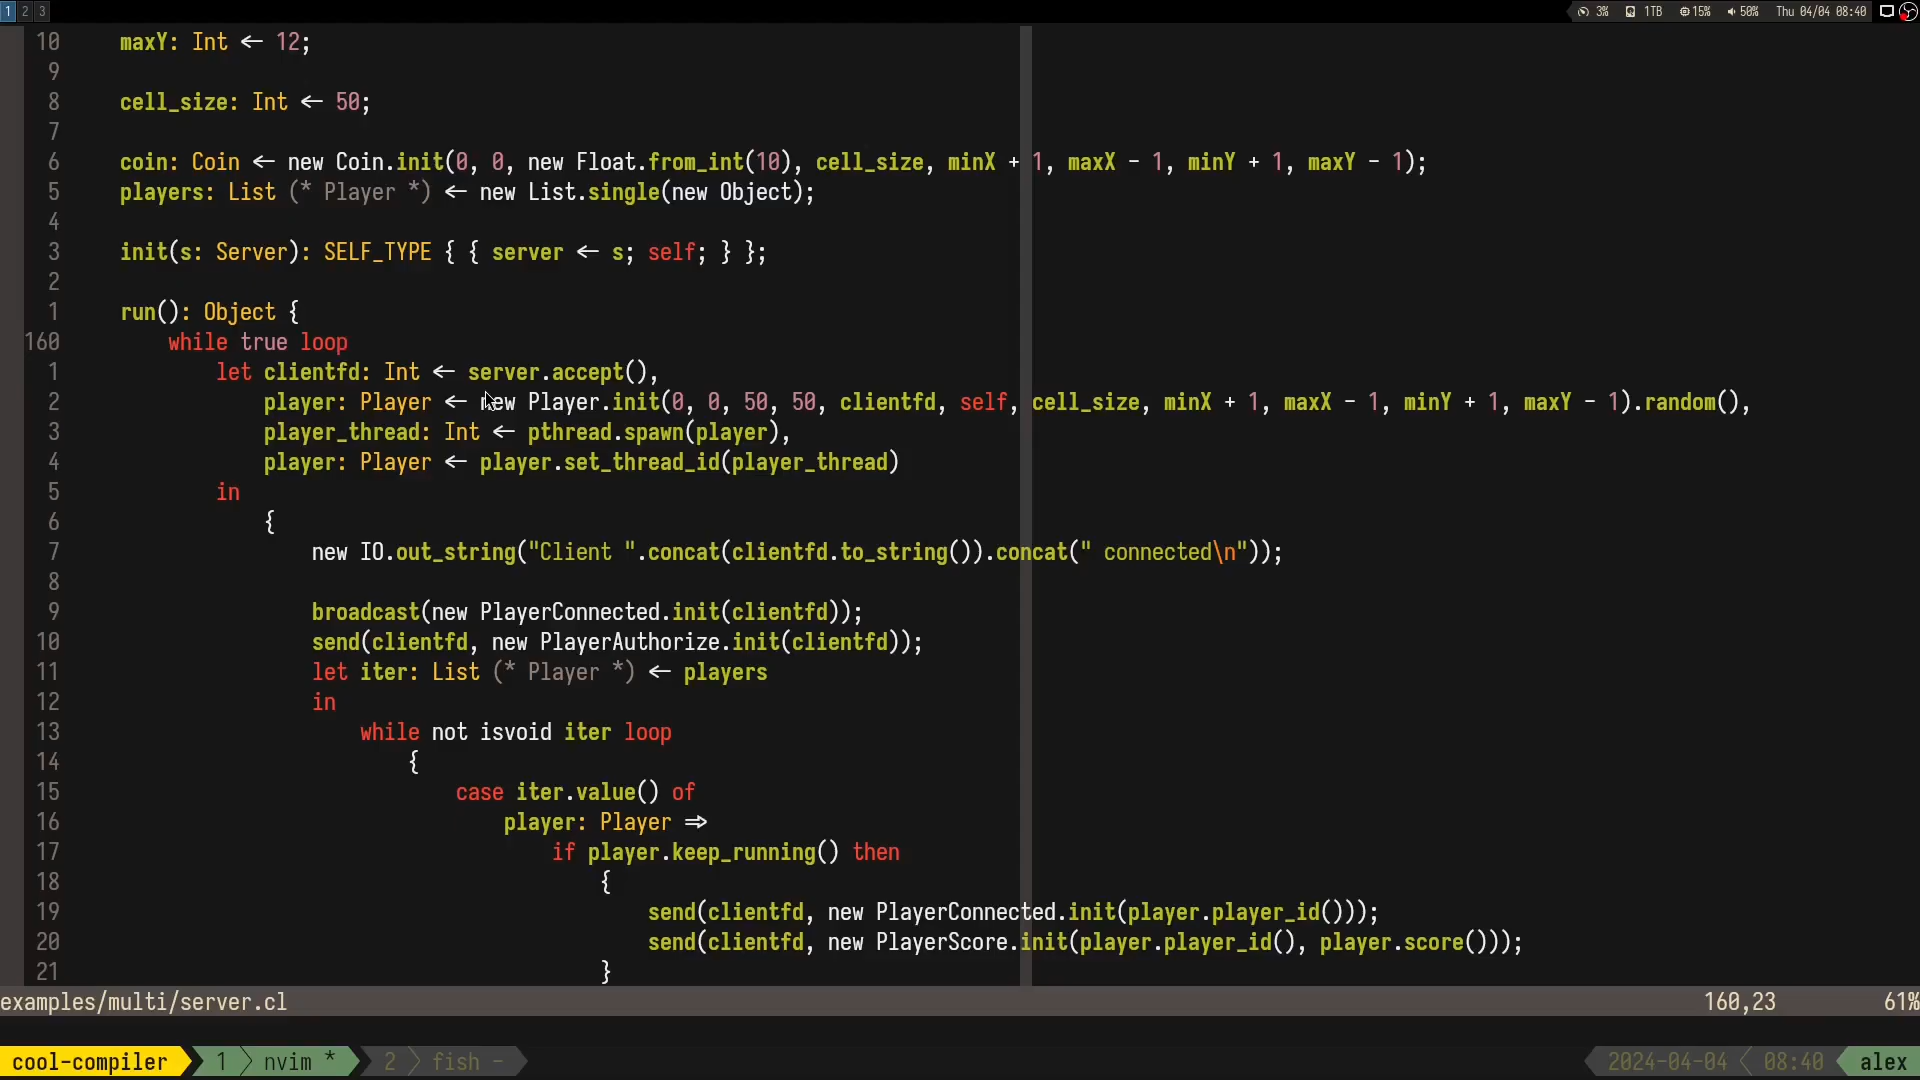 1 2 3 3% 1TB 15% 50% Thu 04/04 08:40
10 maxY: Int <- 12;
9
8 cell_size: Int <- 50;
7
6 coin: Coin <- new Coin.init(0, 0, new Float.from_int(10), cell_size, minX + 1, maxX - 1, minY + 1, maxY - 1);
5 players: List (* Player *) <- new List.single(new Object);
4
3 init(s: Server): SELF_TYPE { { server <- s; self; } };
2
1 run(): Object {
160 while true loop
1 let clientfd: Int <- server.accept(),
2 player: Player <- new Player.init(0, 0, 50, 50, clientfd, self, cell_size, minX + 1, maxX - 1, minY + 1, maxY - 1).random(),
3 player_thread: Int <- pthread.spawn(player),
4 player: Player <- player.set_thread_id(player_thread)
5 in
6 {
7 new IO.out_string("Client ".concat(clientfd.to_string()).concat(" connected\n"));
8
9 broadcast(new PlayerConnected.init(clientfd));
10 send(clientfd, new PlayerAuthorize.init(clientfd));
11 let iter: List (* Player *) <- players
12 in
13 while not isvoid iter loop
14 {
15 case iter.value() of
16 player: Player =>
17 if player.keep_running() then
18 {
19 send(clientfd, new PlayerConnected.init(player.player_id()));
20 send(clientfd, new PlayerScore.init(player.player_id(), player.score()));
21 }
examples/multi/server.cl 160,23 61%
cool-compiler 1 nvim * 2 fish - 2024-04-04 08:40 alex